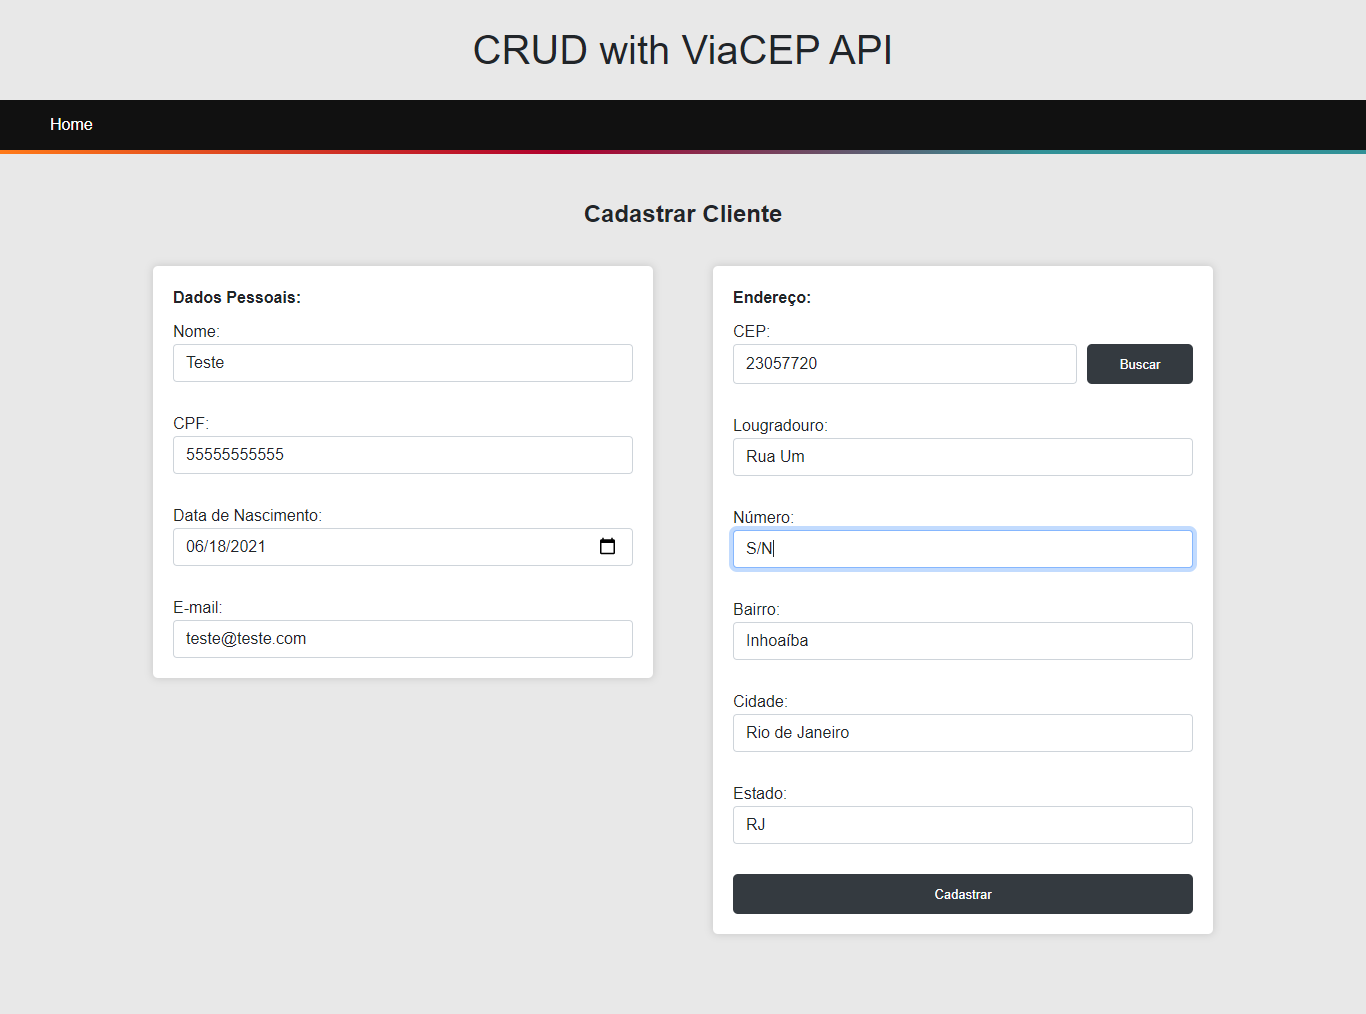 CRUD with ViaCEP API
Home
Cadastrar Cliente
Dados Pessoais:
Nome:
Teste
CPF:
55555555555
Data de Nascimento:
06/18/2021
E-mail:
teste@teste.com
Endereço:
CEP:
23057720
Buscar
Lougradouro:
Rua Um
Número:
S/N
Bairro:
Inhoaíba
Cidade:
Rio de Janeiro
Estado:
RJ
Cadastrar